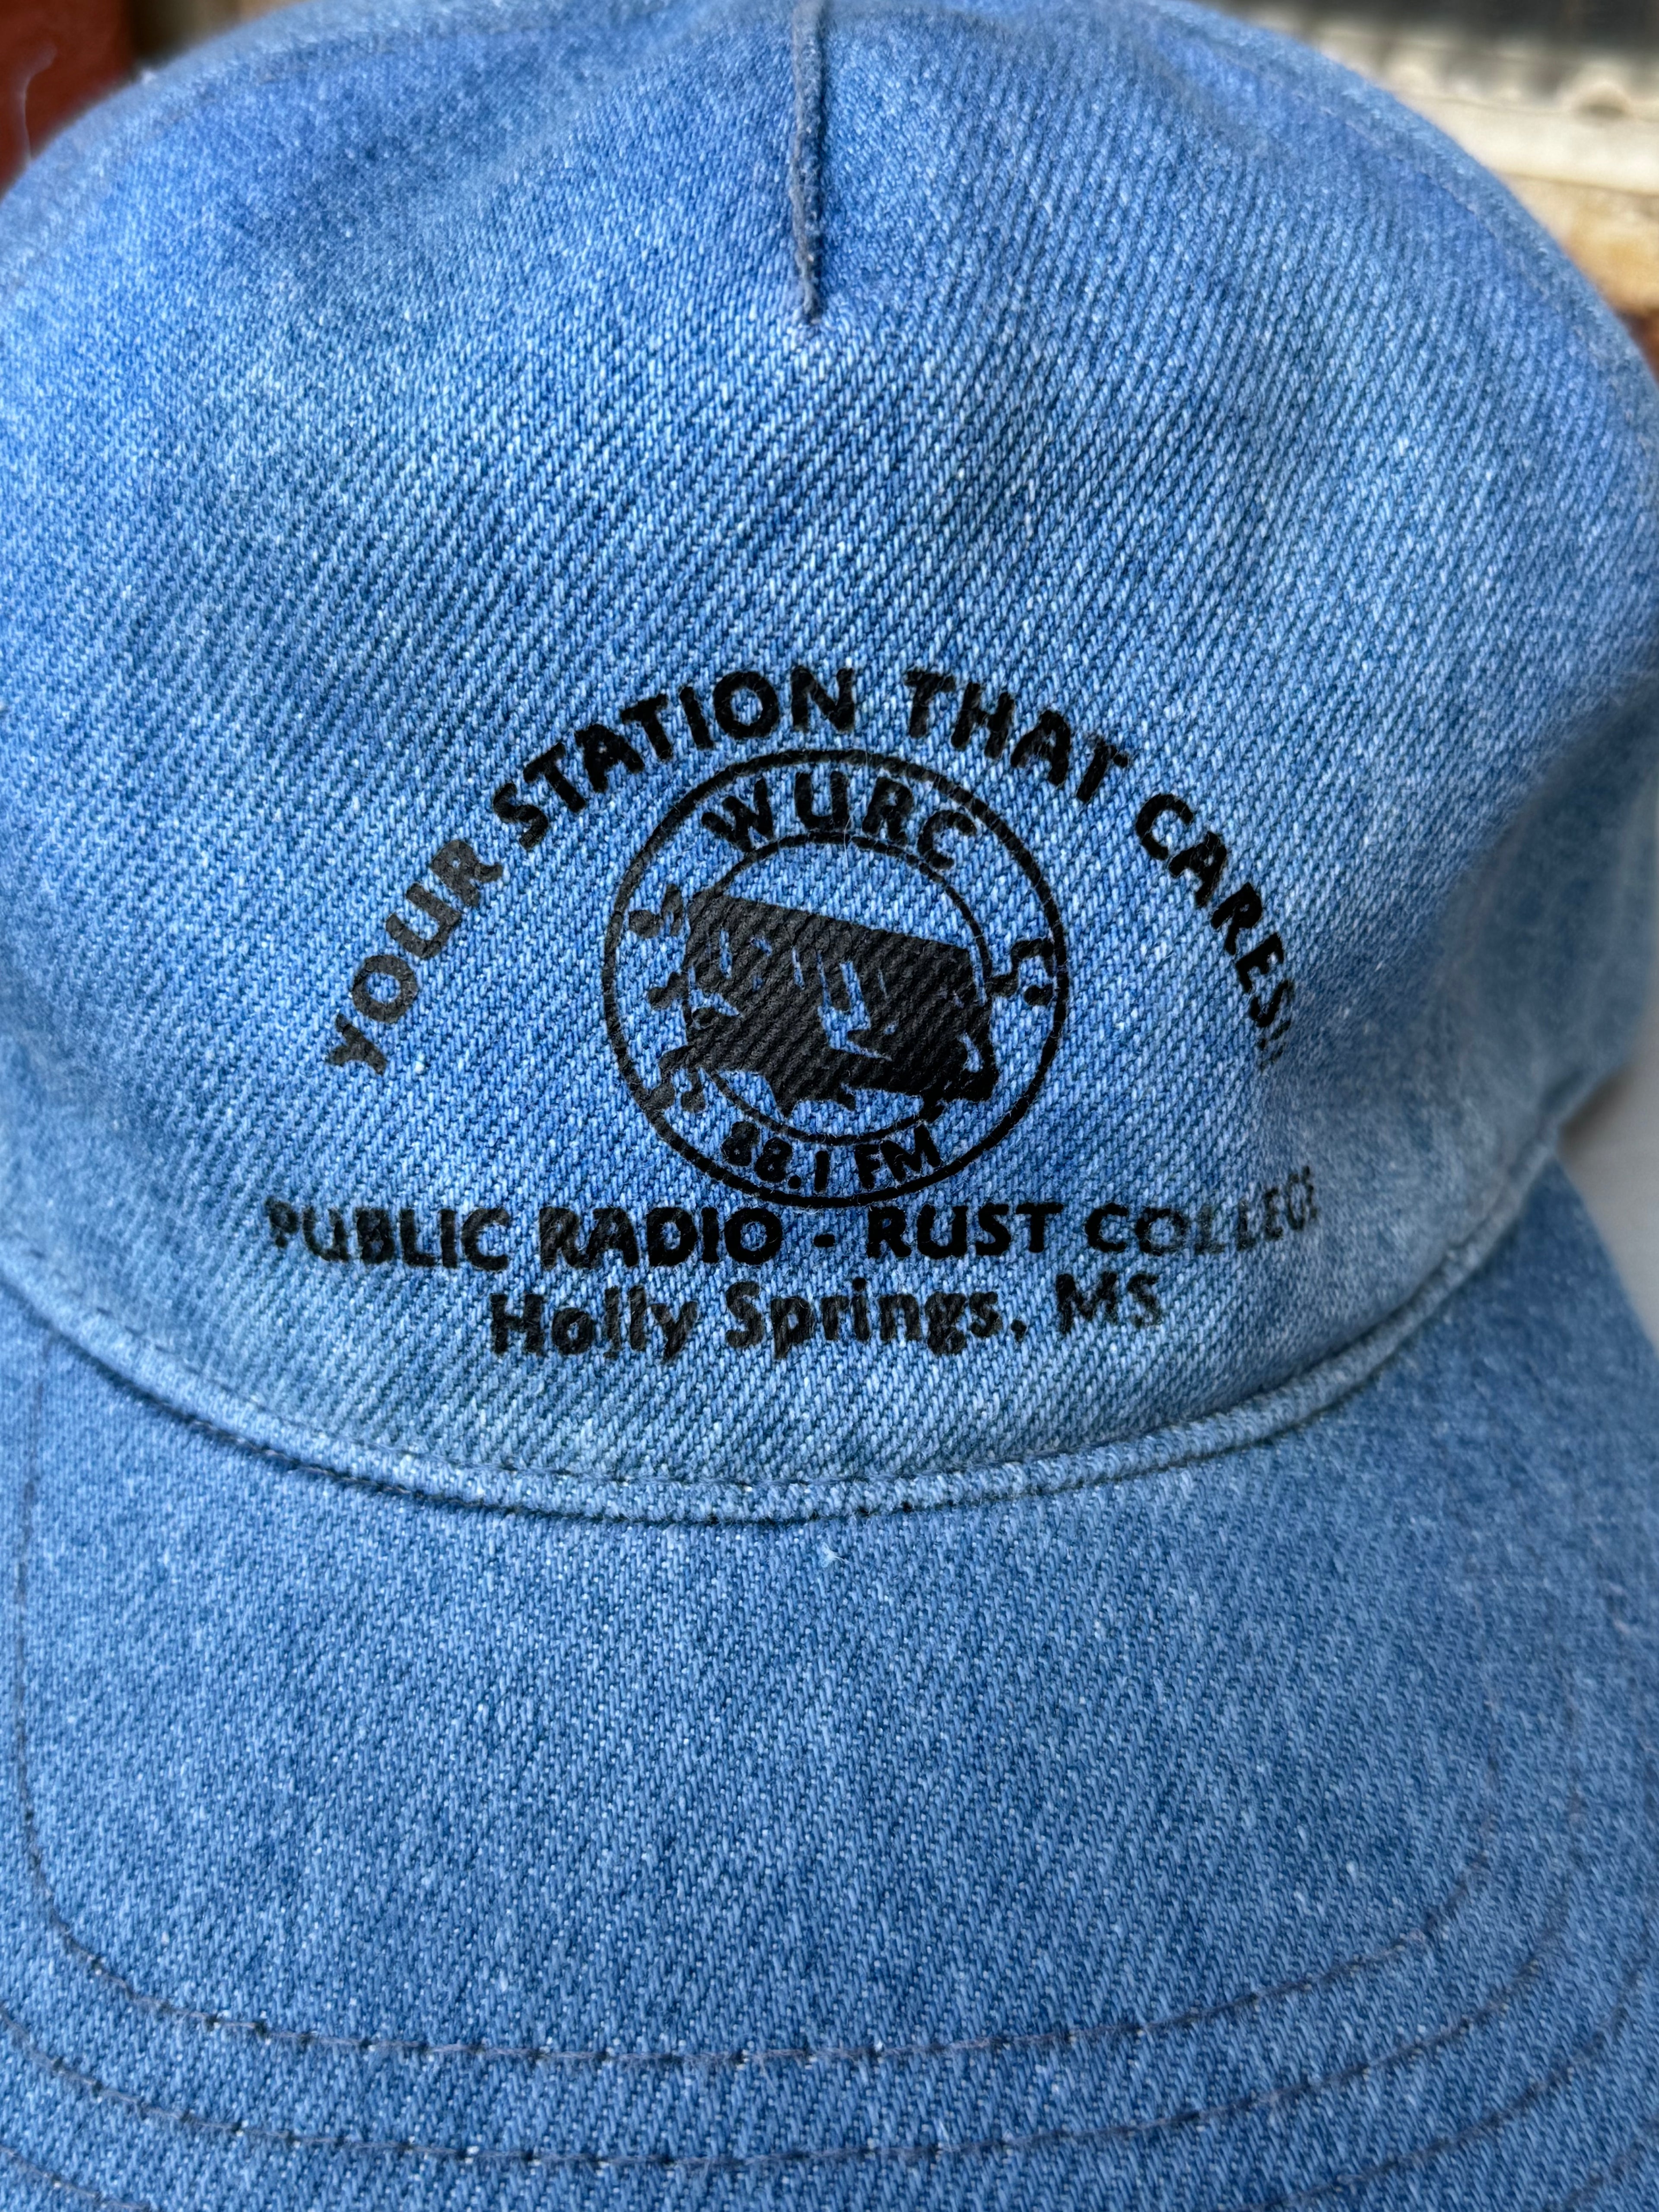 YOUR STATION THAT CARES!!
WURC
88.1 FM
PUBLIC RADIO - RUST COLLEGE
Holly Springs, MS